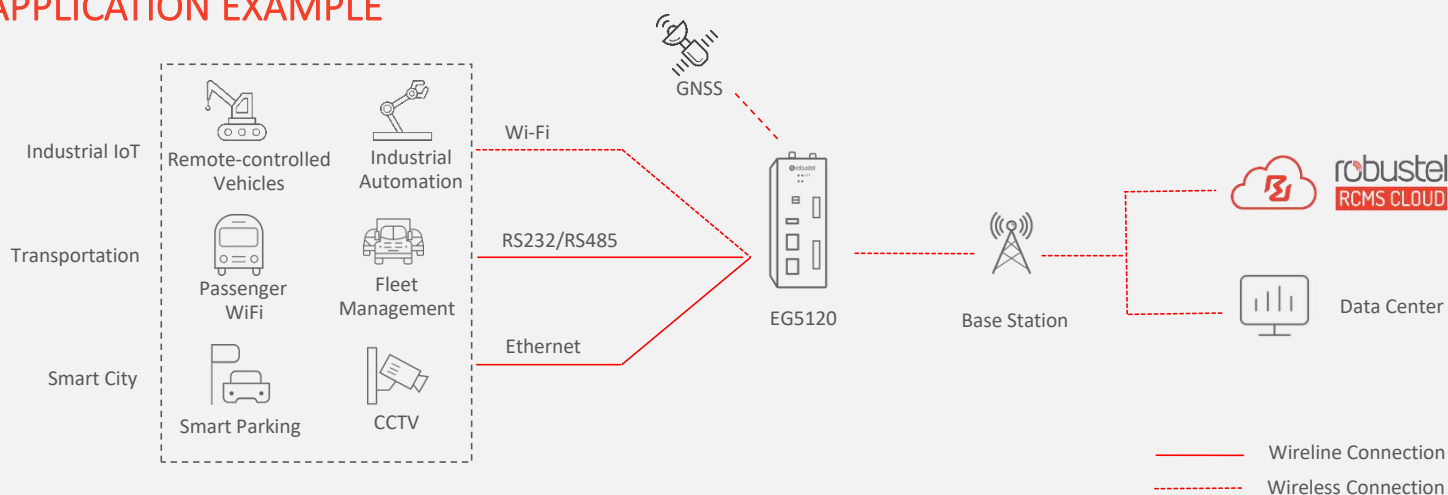 APPLICATION EXAMPLE
GNSS
Industrial IoT
Remote-controlled
Vehicles
Industrial
Automation
Wi-Fi
robustel
robustel
RCMS CLOUD
Transportation
Passenger
WiFi
Fleet
Management
RS232/RS485
EG5120
Base Station
Data Center
Smart City
Smart Parking
CCTV
Ethernet
Wireline Connection
Wireless Connection